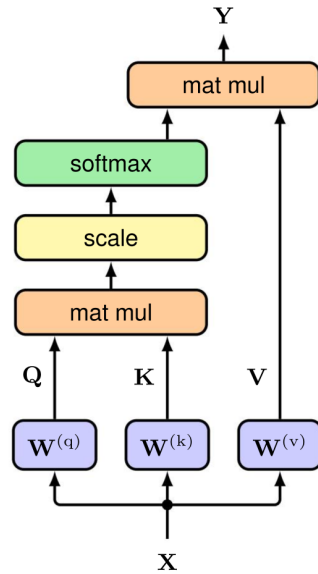 Y
mat mul
softmax
scale
mat mul
Q K V
W^(q) W^(k) W^(v)
X